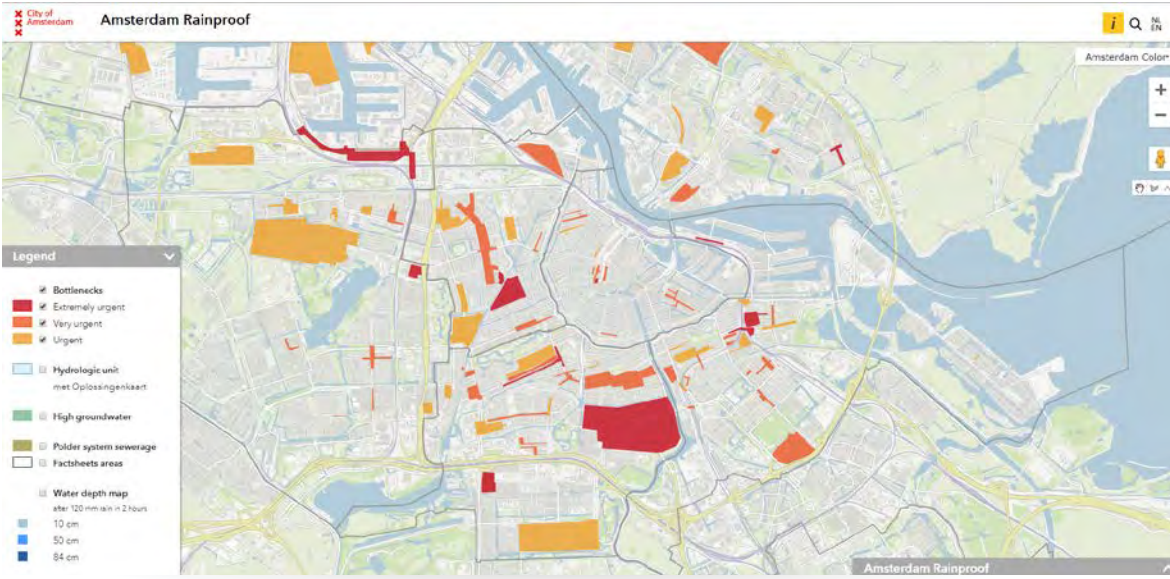 City of
Amsterdam
Amsterdam Rainproof
i
NL
EN
Amsterdam Color
+
−
Legend
Bottlenecks
Extremely urgent
Very urgent
Urgent
Hydrologic unit
met Oplossingenkaart
High groundwater
Polder system sewerage
Factsheets areas
Water depth map
after 120 mm rain in 2 hours
10 cm
50 cm
84 cm
Amsterdam Rainproof